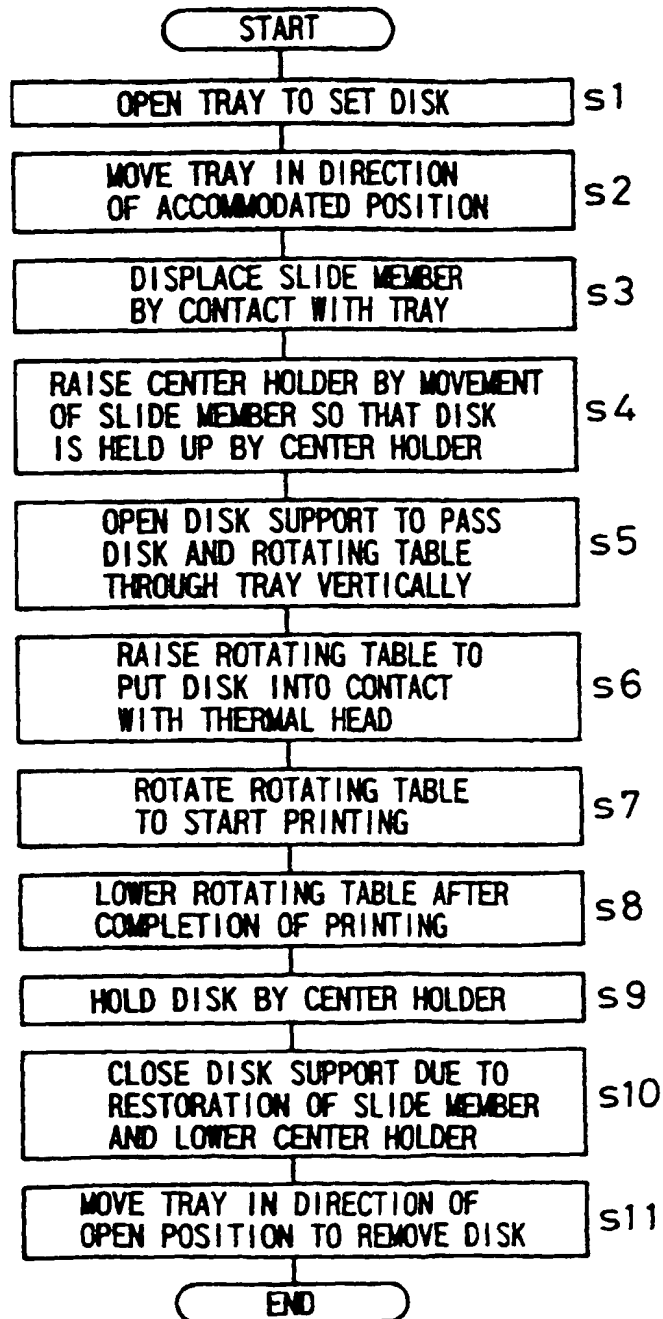 START
OPEN TRAY TO SET DISK
s1
MOVE TRAY IN DIRECTION
OF ACCOMMODATED POSITION
s2
DISPLACE SLIDE MEMBER
BY CONTACT WITH TRAY
s3
RAISE CENTER HOLDER BY MOVEMENT
OF SLIDE MEMBER SO THAT DISK
IS HELD UP BY CENTER HOLDER
s4
OPEN DISK SUPPORT TO PASS
DISK AND ROTATING TABLE
THROUGH TRAY VERTICALLY
s5
RAISE ROTATING TABLE TO
PUT DISK INTO CONTACT
WITH THERMAL HEAD
s6
ROTATE ROTATING TABLE
TO START PRINTING
s7
LOWER ROTATING TABLE AFTER
COMPLETION OF PRINTING
s8
HOLD DISK BY CENTER HOLDER
s9
CLOSE DISK SUPPORT DUE TO
RESTORATION OF SLIDE MEMBER
AND LOWER CENTER HOLDER
s10
MOVE TRAY IN DIRECTION OF
OPEN POSITION TO REMOVE DISK
s11
END